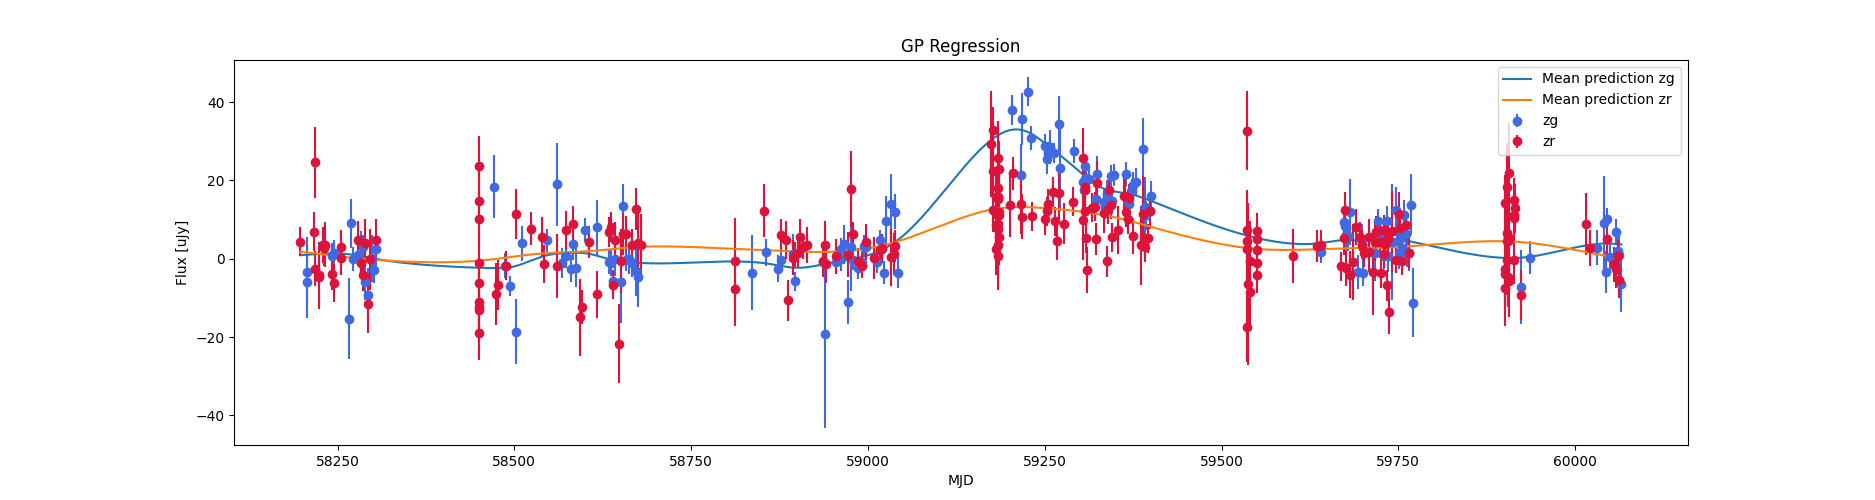 GP Regression
Mean prediction zg
Mean prediction zr
zg
zr
Flux [uJy]
40
20
0
−20
−40
58250
58500
58750
59000
59250
59500
59750
60000
MJD